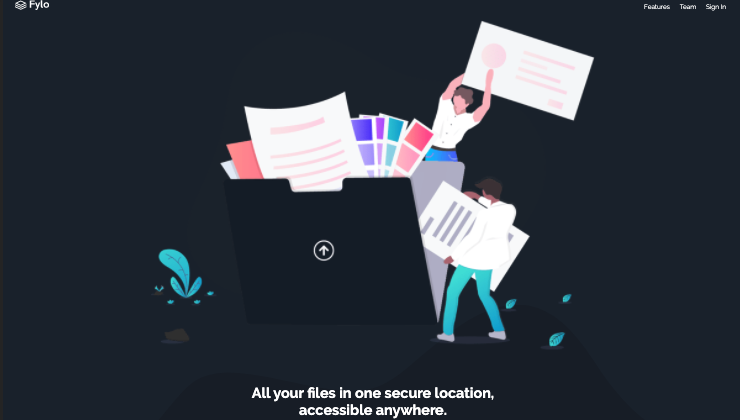 Fylo
Features Team Sign In
All your files in one secure location,
accessible anywhere.